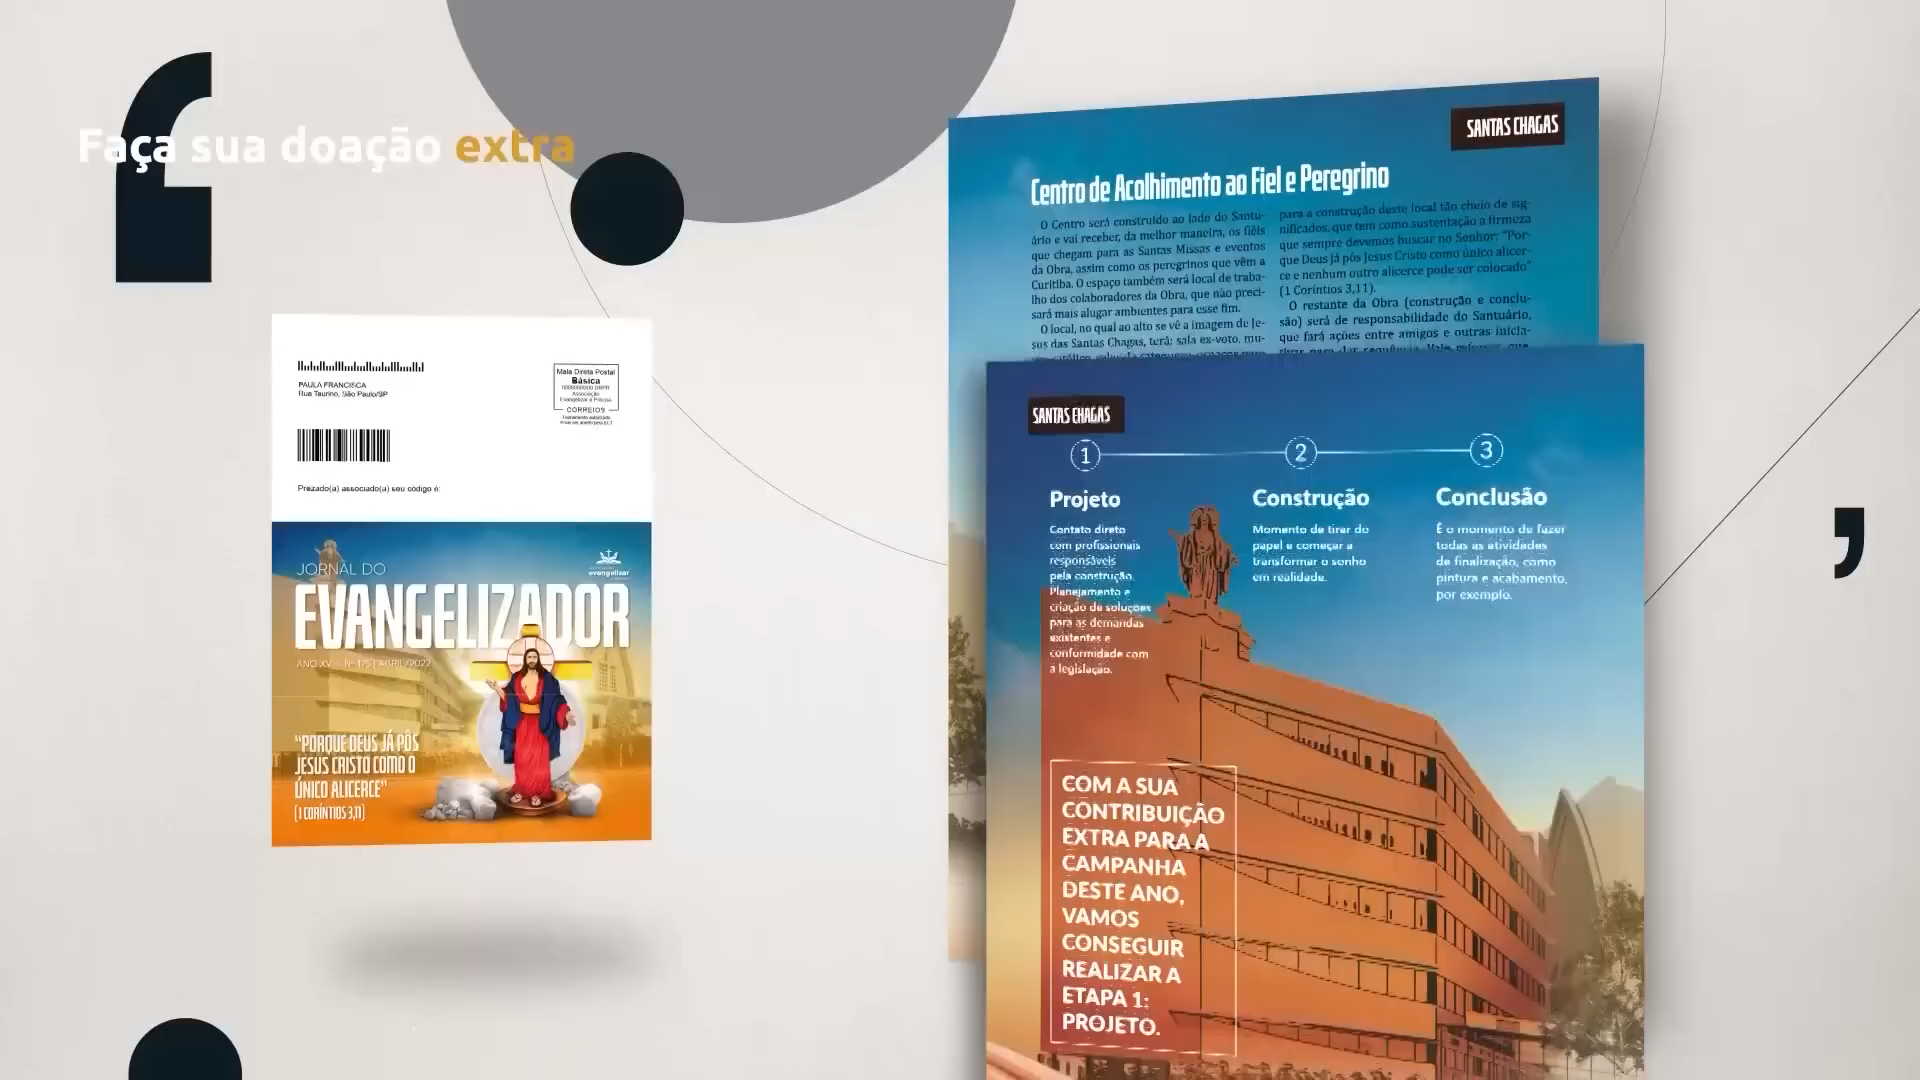 Faça sua doação extra
PAULA FRANCISCA
Rua Taurino, São Paulo/SP
Mala Direta Postal
Básica
Associação
Evangelizar é Preciso
CORREIOS
Prezado(a) associado(a) seu código é:
JORNAL DO
evangelizar
EVANGELIZADOR
ANO XV - Nº 175 | ABRIL/2022
“PORQUE DEUS JÁ PÔS
JESUS CRISTO COMO O
ÚNICO ALICERCE”
(1 CORÍNTIOS 3,11)
SANTAS CHAGAS
Centro de Acolhimento ao Fiel e Peregrino
O Centro será construído ao lado do Santu-
ário e vai receber, da melhor maneira, os fiéis
que chegam para as Santas Missas e eventos
da Obra, assim como os peregrinos que vêm a
Curitiba. O espaço também será local de traba-
lho dos colaboradores da Obra, que não preci-
sará mais alugar ambientes para esse fim.
O local, no qual ao alto se vê a imagem de Je-
sus das Santas Chagas, terá: sala ex-voto, mu-
para a construção deste local tão cheio de sig-
nificados, que tem como sustentação a firmeza
que sempre devemos buscar no Senhor: “Por-
que Deus já pôs Jesus Cristo como único alicer-
ce e nenhum outro alicerce pode ser colocado”
(1 Coríntios 3,11).
O restante da Obra (construção e conclu-
são) será de responsabilidade do Santuário,
que fará ações entre amigos e outras inicia-
SANTAS CHAGAS
1
2
3
Projeto
Contato direto
com profissionais
responsáveis
pela construção.
Planejamento e
criação de soluções
para as demandas
existentes e
conformidade com
a legislação.
Construção
Momento de tirar do
papel e começar a
transformar o sonho
em realidade.
Conclusão
É o momento de fazer
todas as atividades
de finalização, como
pintura e acabamento,
por exemplo.
COM A SUA
CONTRIBUIÇÃO
EXTRA PARA A
CAMPANHA
DESTE ANO,
VAMOS
CONSEGUIR
REALIZAR A
ETAPA 1:
PROJETO.